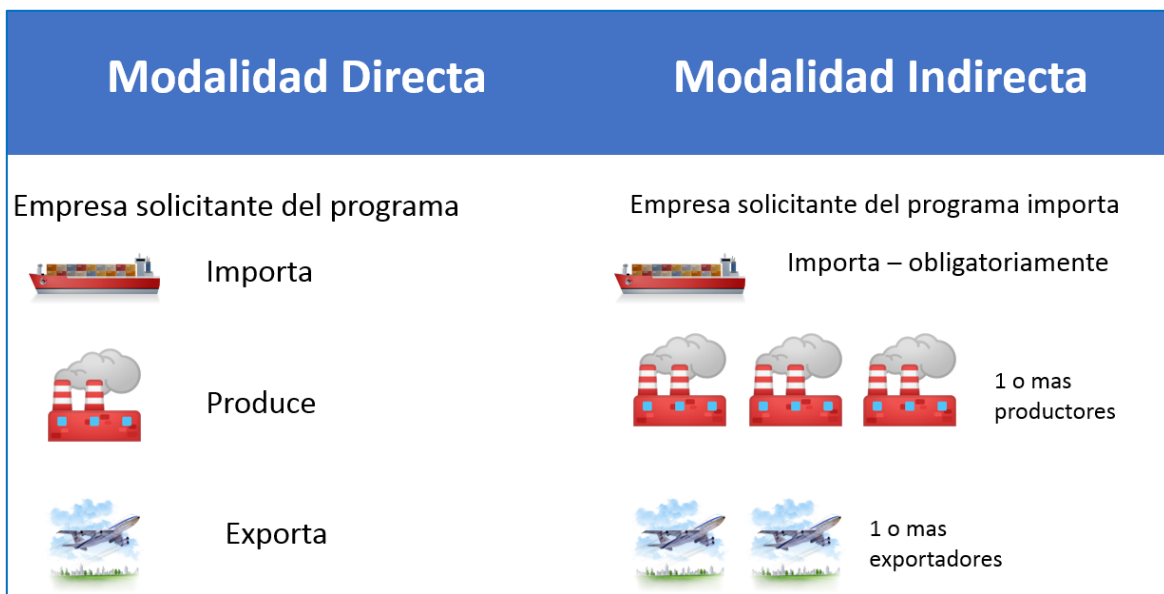 Modalidad Directa
Modalidad Indirecta
Empresa solicitante del programa
Importa
Produce
Exporta
Empresa solicitante del programa importa
Importa – obligatoriamente
1 o mas
productores
1 o mas
exportadores